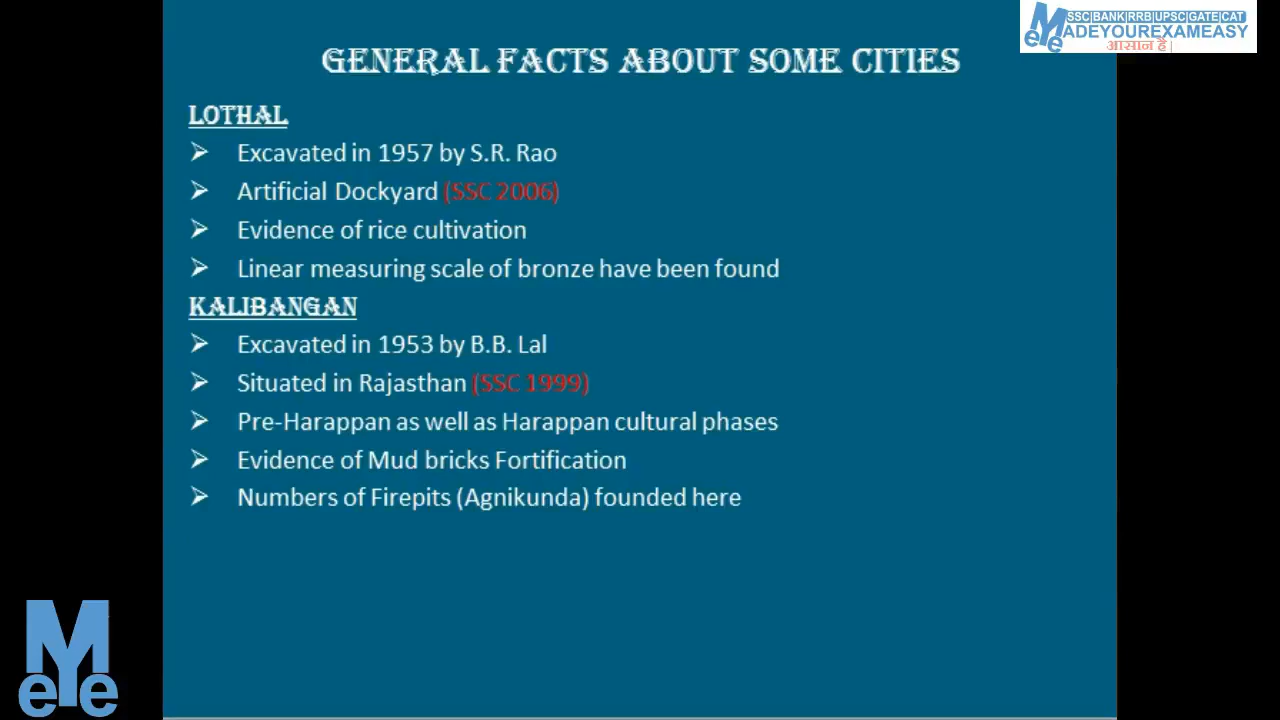 SSC|BANK|RRB|UPSC|GATE|CAT
MADEYOUREXAMEASY
eYe
आसान है|
GENERAL FACTS ABOUT SOME CITIES
LOTHAL
➢ Excavated in 1957 by S.R. Rao
➢ Artificial Dockyard (SSC 2006)
➢ Evidence of rice cultivation
➢ Linear measuring scale of bronze have been found
KALIBANGAN
➢ Excavated in 1953 by B.B. Lal
➢ Situated in Rajasthan (SSC 1999)
➢ Pre-Harappan as well as Harappan cultural phases
➢ Evidence of Mud bricks Fortification
➢ Numbers of Firepits (Agnikunda) founded here
M
eYe